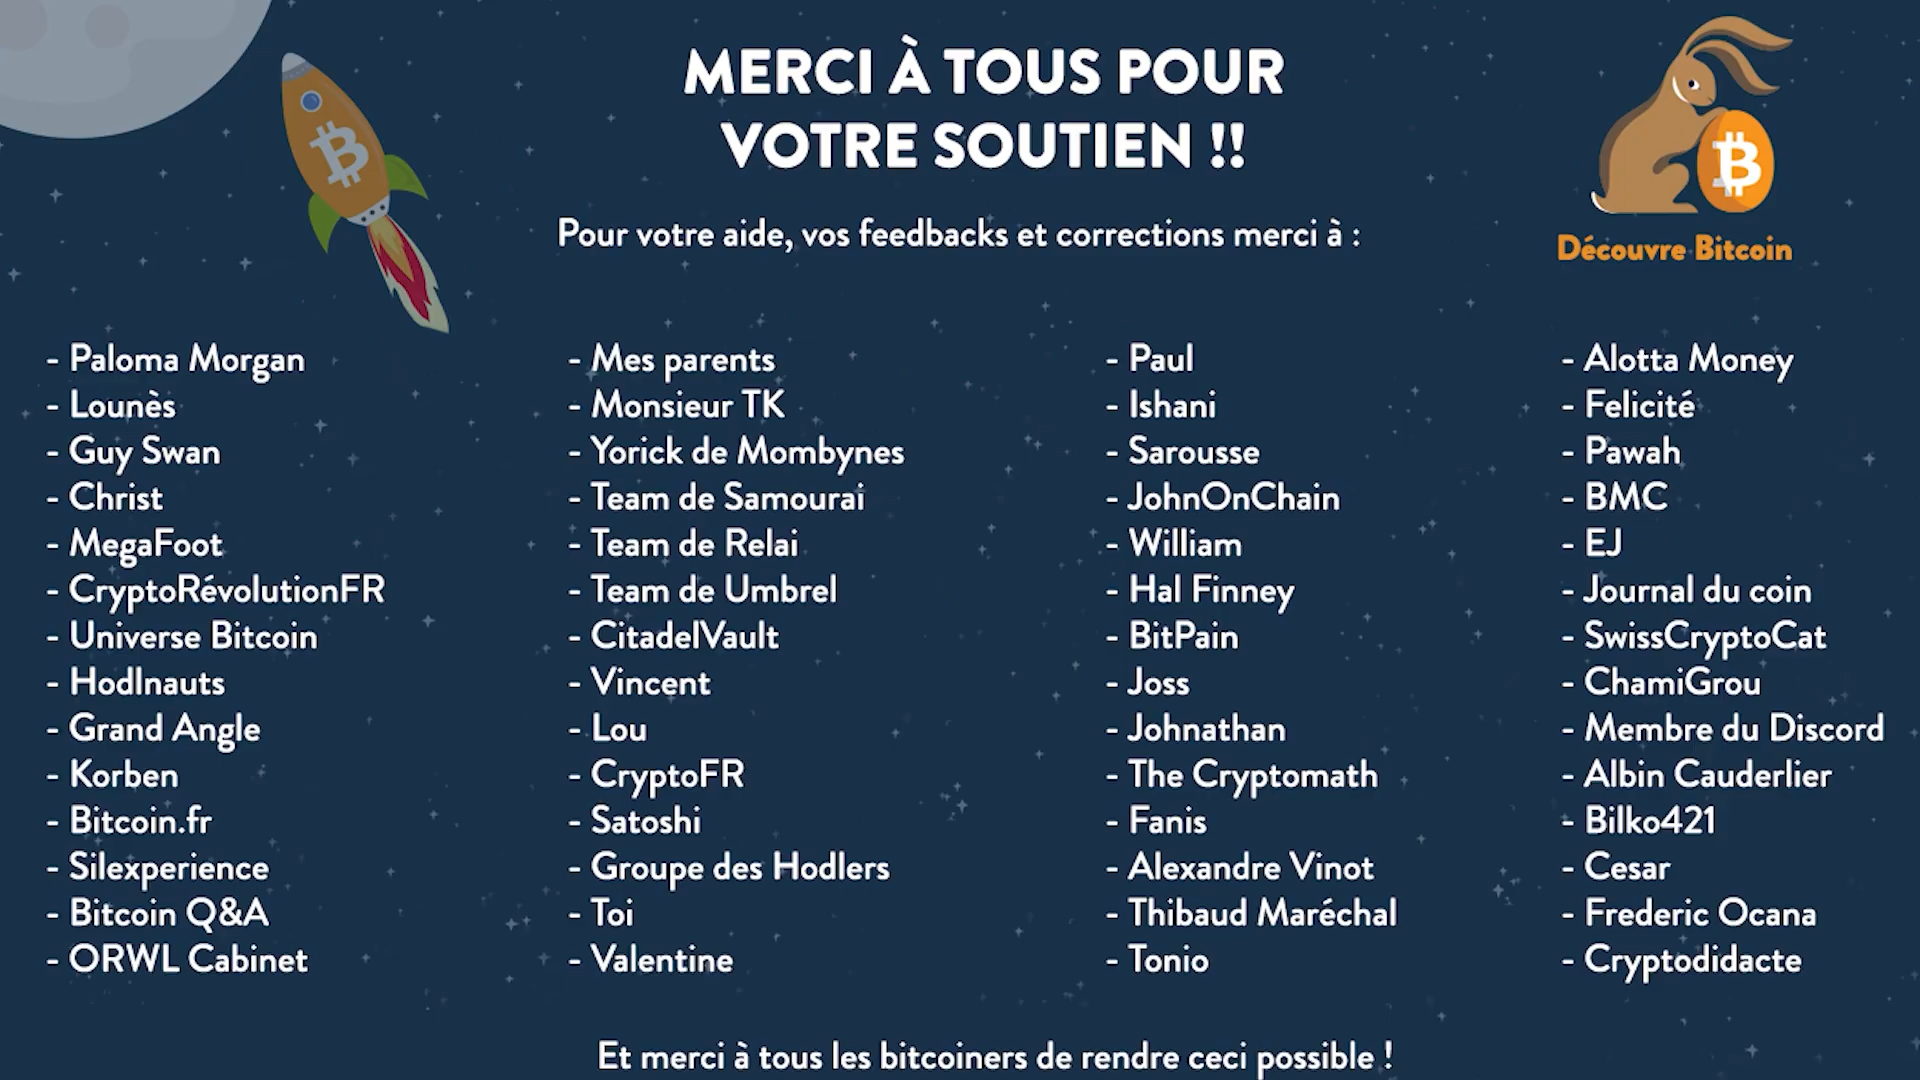 MERCI À TOUS POUR
VOTRE SOUTIEN !!
Pour votre aide, vos feedbacks et corrections merci à :
Découvre Bitcoin
- Paloma Morgan
- Lounès
- Guy Swan
- Christ
- MegaFoot
- CryptoRévolutionFR
- Universe Bitcoin
- Hodlnauts
- Grand Angle
- Korben
- Bitcoin.fr
- Silexperience
- Bitcoin Q&A
- ORWL Cabinet
- Mes parents
- Monsieur TK
- Yorick de Mombynes
- Team de Samourai
- Team de Relai
- Team de Umbrel
- CitadelVault
- Vincent
- Lou
- CryptoFR
- Satoshi
- Groupe des Hodlers
- Toi
- Valentine
- Paul
- Ishani
- Sarousse
- JohnOnChain
- William
- Hal Finney
- BitPain
- Joss
- Johnathan
- The Cryptomath
- Fanis
- Alexandre Vinot
- Thibaud Maréchal
- Tonio
- Alotta Money
- Felicité
- Pawah
- BMC
- EJ
- Journal du coin
- SwissCryptoCat
- ChamiGrou
- Membre du Discord
- Albin Cauderlier
- Bilko421
- Cesar
- Frederic Ocana
- Cryptodidacte
Et merci à tous les bitcoiners de rendre ceci possible !